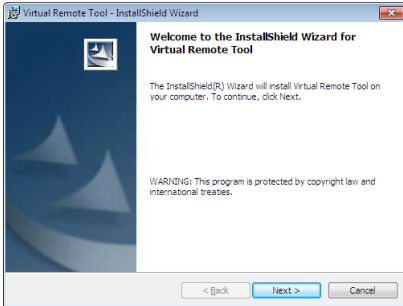 Virtual Remote Tool - InstallShield Wizard
Welcome to the InstallShield Wizard for
Virtual Remote Tool
The InstallShield(R) Wizard will install Virtual Remote Tool on
your computer. To continue, click Next.
WARNING: This program is protected by copyright law and
international treaties.
< Back
Next >
Cancel